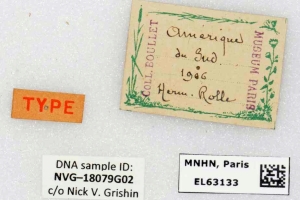 COLL. BOULLET
Amérique
du Sud
1906
Herm. Rolle
MUSEUM PARIS
TYPE
DNA sample ID:
NVG–18079G02
c/o Nick V. Grishin
MNHN, Paris
EL63133